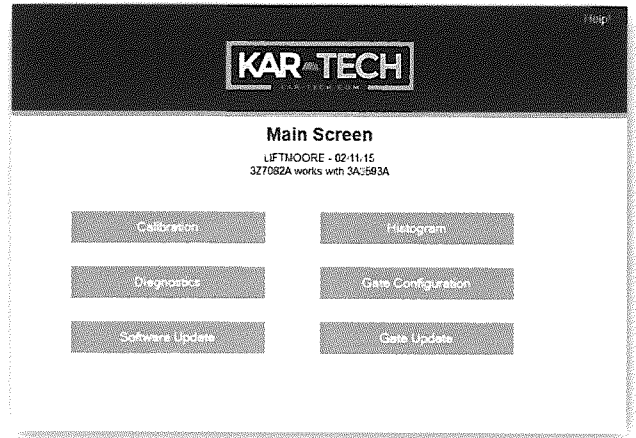 Help!
KAR-TECH
KAR-TECH.COM
Main Screen
LIFTMOORE - 02/11/15
3Z7082A works with
Calibration
Histogram
Diagnostics
Gate Configuration
Software Update
Gate Update